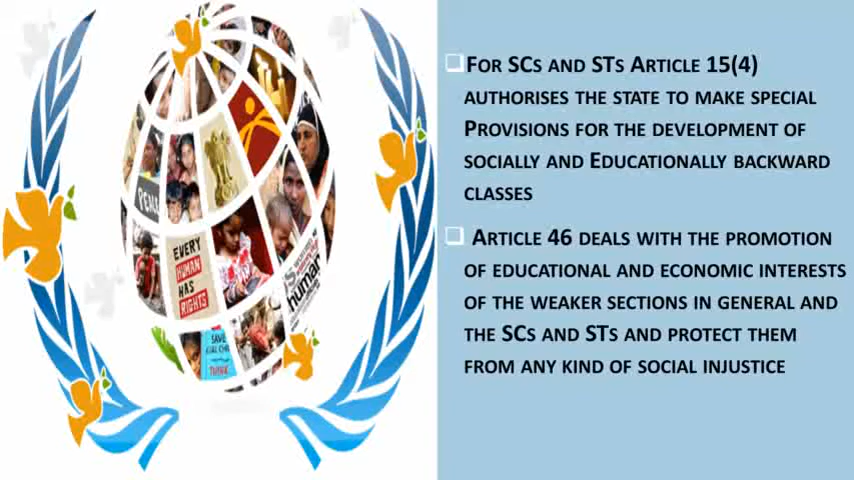 PEACE
EVERY
HUMAN
HAS
RIGHTS
human
SAVE
GIRL CHILD
THINK
FOR SCS AND STS ARTICLE 15(4)
AUTHORISES THE STATE TO MAKE SPECIAL
PROVISIONS FOR THE DEVELOPMENT OF
SOCIALLY AND EDUCATIONALLY BACKWARD
CLASSES
ARTICLE 46 DEALS WITH THE PROMOTION
OF EDUCATIONAL AND ECONOMIC INTERESTS
OF THE WEAKER SECTIONS IN GENERAL AND
THE SCS AND STS AND PROTECT THEM
FROM ANY KIND OF SOCIAL INJUSTICE